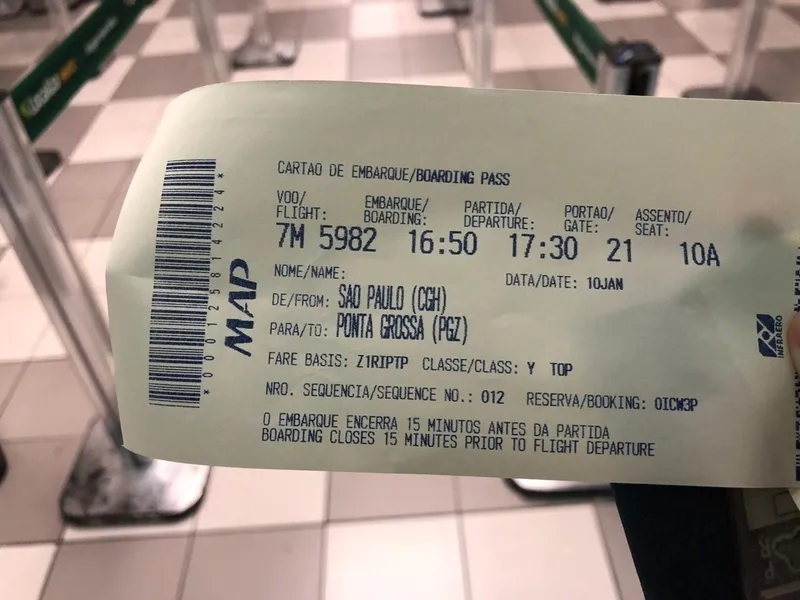 Localiza
CARTAO DE EMBARQUE/BOARDING PASS
VOO/ EMBARQUE/ PARTIDA/ PORTAO/ ASSENTO/
FLIGHT: BOARDING: DEPARTURE: GATE: SEAT:
7M 5982 16:50 17:30 21 10A
NOME/NAME: DATA/DATE: 10JAN
DE/FROM: SAO PAULO (CGH)
PARA/TO: PONTA GROSSA (PGZ)
FARE BASIS: Z1RIPTP CLASSE/CLASS: Y TOP
NRO. SEQUENCIA/SEQUENCE NO.: 012 RESERVA/BOOKING: OICW3P
O EMBARQUE ENCERRA 15 MINUTOS ANTES DA PARTIDA
BOARDING CLOSES 15 MINUTES PRIOR TO FLIGHT DEPARTURE
*0001258142224*
MAP
INFRAERO